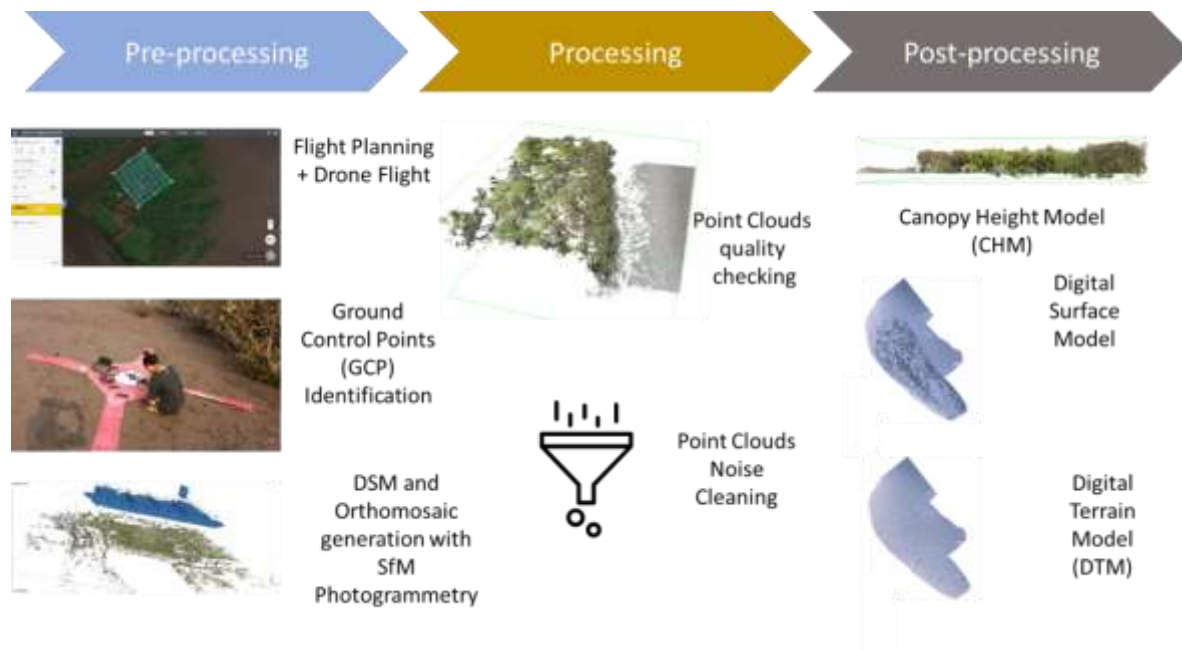 Pre-processing
Processing
Post-processing
Flight Planning
+ Drone Flight
Ground
Control Points
(GCP)
Identification
DSM and
Orthomosaic
generation with
SfM
Photogrammetry
Point Clouds
quality
checking
Point Clouds
Noise
Cleaning
Canopy Height Model
(CHM)
Digital
Surface
Model
Digital
Terrain
Model
(DTM)